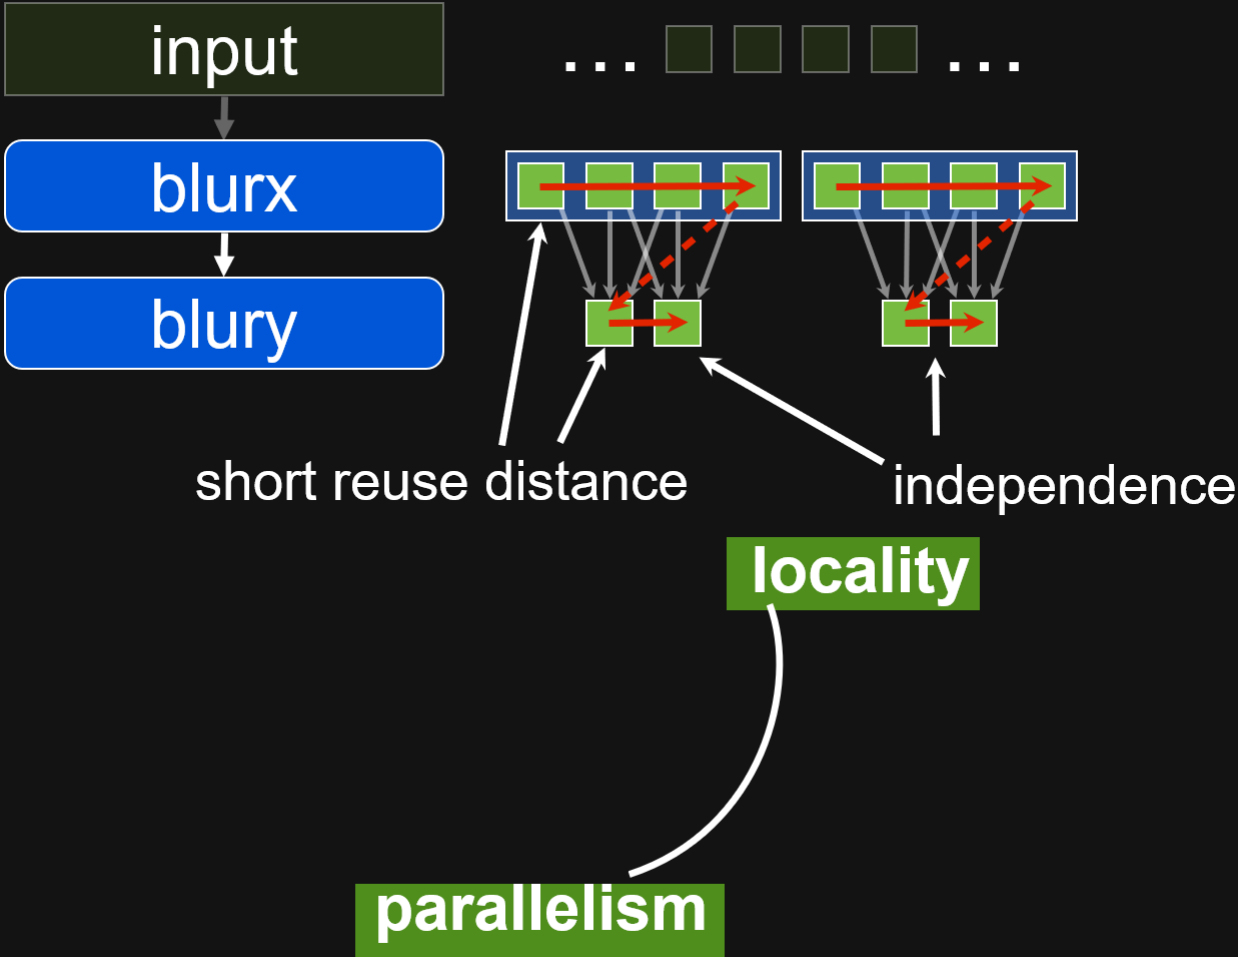 input
... ...
blurx
blury
short reuse distance
independence
locality
parallelism